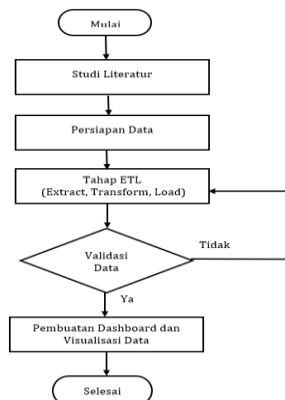 Mulai
Studi Literatur
Persiapan Data
Tahap ETL
(Extract, Transform, Load)
Validasi
Data
Tidak
Ya
Pembuatan Dashboard dan
Visualisasi Data
Selesai